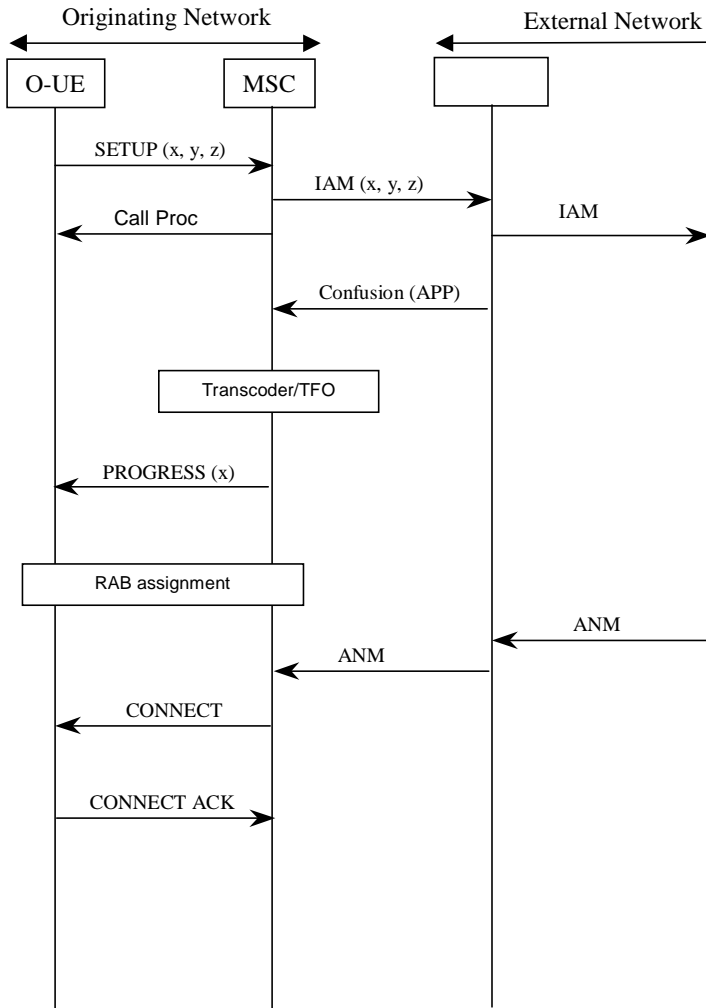 Originating Network
External Network
O-UE
MSC
SETUP (x, y, z)
IAM (x, y, z)
IAM
Call Proc
Confusion (APP)
Transcoder/TFO
PROGRESS (x)
RAB assignment
ANM
ANM
CONNECT
CONNECT ACK